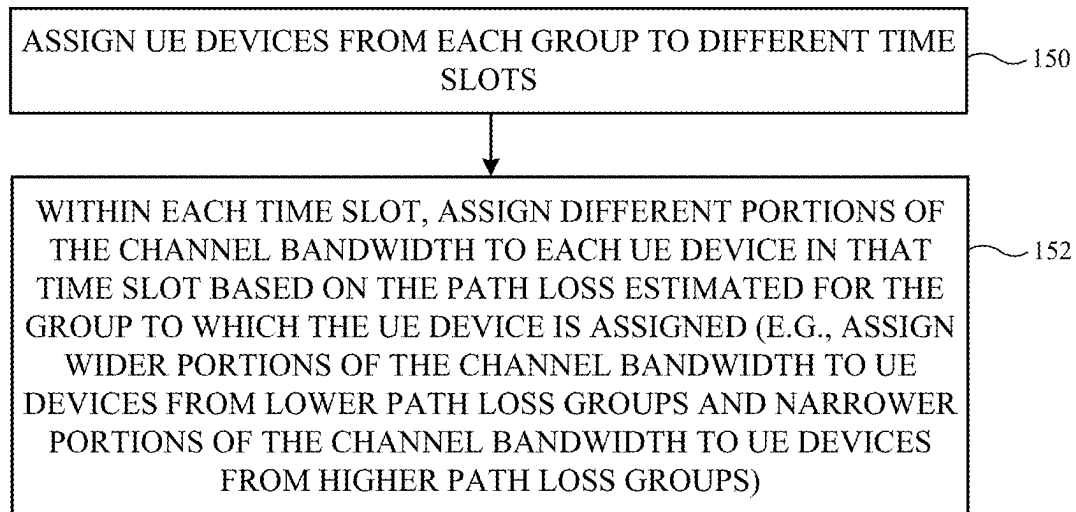 ASSIGN UE DEVICES FROM EACH GROUP TO DIFFERENT TIME
SLOTS
150
WITHIN EACH TIME SLOT, ASSIGN DIFFERENT PORTIONS OF
THE CHANNEL BANDWIDTH TO EACH UE DEVICE IN THAT
TIME SLOT BASED ON THE PATH LOSS ESTIMATED FOR THE
GROUP TO WHICH THE UE DEVICE IS ASSIGNED (E.G., ASSIGN
WIDER PORTIONS OF THE CHANNEL BANDWIDTH TO UE
DEVICES FROM LOWER PATH LOSS GROUPS AND NARROWER
PORTIONS OF THE CHANNEL BANDWIDTH TO UE DEVICES
FROM HIGHER PATH LOSS GROUPS)
152